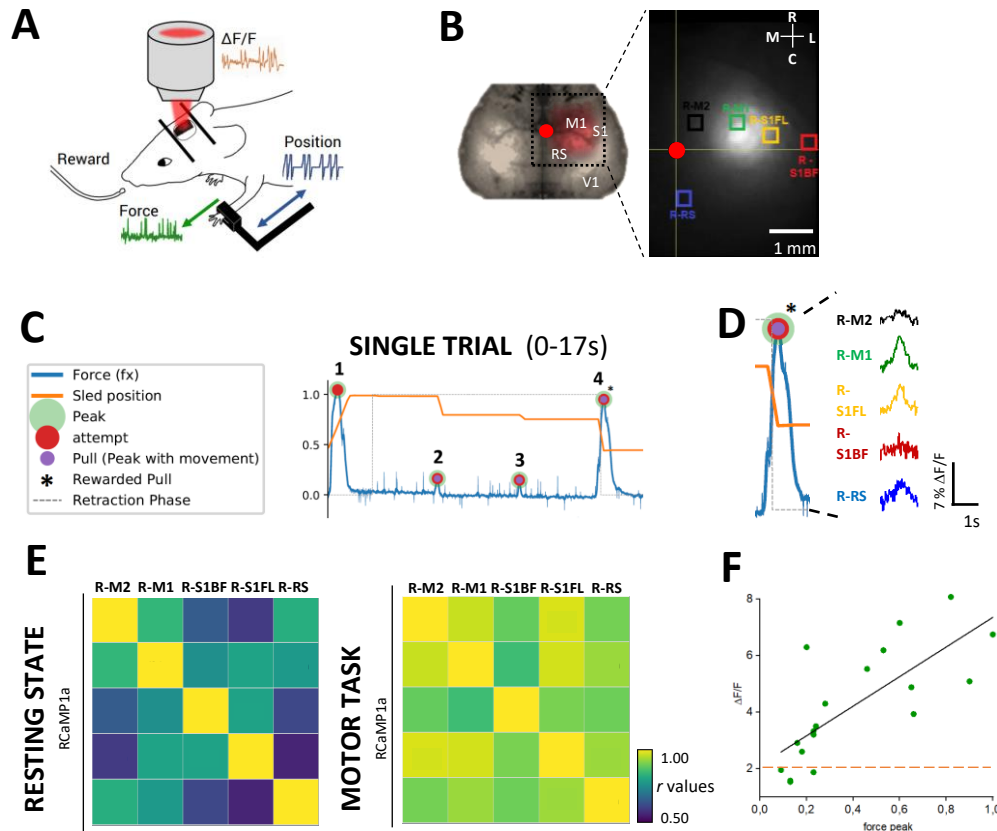 A
ΔF/F
Reward
Position
Force
B
M1
S1
RS
V1
R
M L
C
R-M2
R-M1
R-S1FL
R -
S1BF
R-RS
1 mm
C
SINGLE TRIAL (0-17s)
Force (fx)
Sled position
Peak
attempt
Pull (Peak with movement)
* Rewarded Pull
Retraction Phase
1
2
3
4
*
1.0
0.5
0.0
D
*
R-M2
R-M1
R-
S1FL
R-
S1BF
R-RS
7 % ΔF/F
1s
E
RESTING STATE
RCaMP1a
R-M2 R-M1 R-S1BF R-S1FL R-RS
MOTOR TASK
RCaMP1a
R-M2 R-M1 R-S1BF R-S1FL R-RS
1.00
r values
0.50
F
ΔF/F
8
6
4
2
0,0 0,2 0,4 0,6 0,8 1,0
force peak